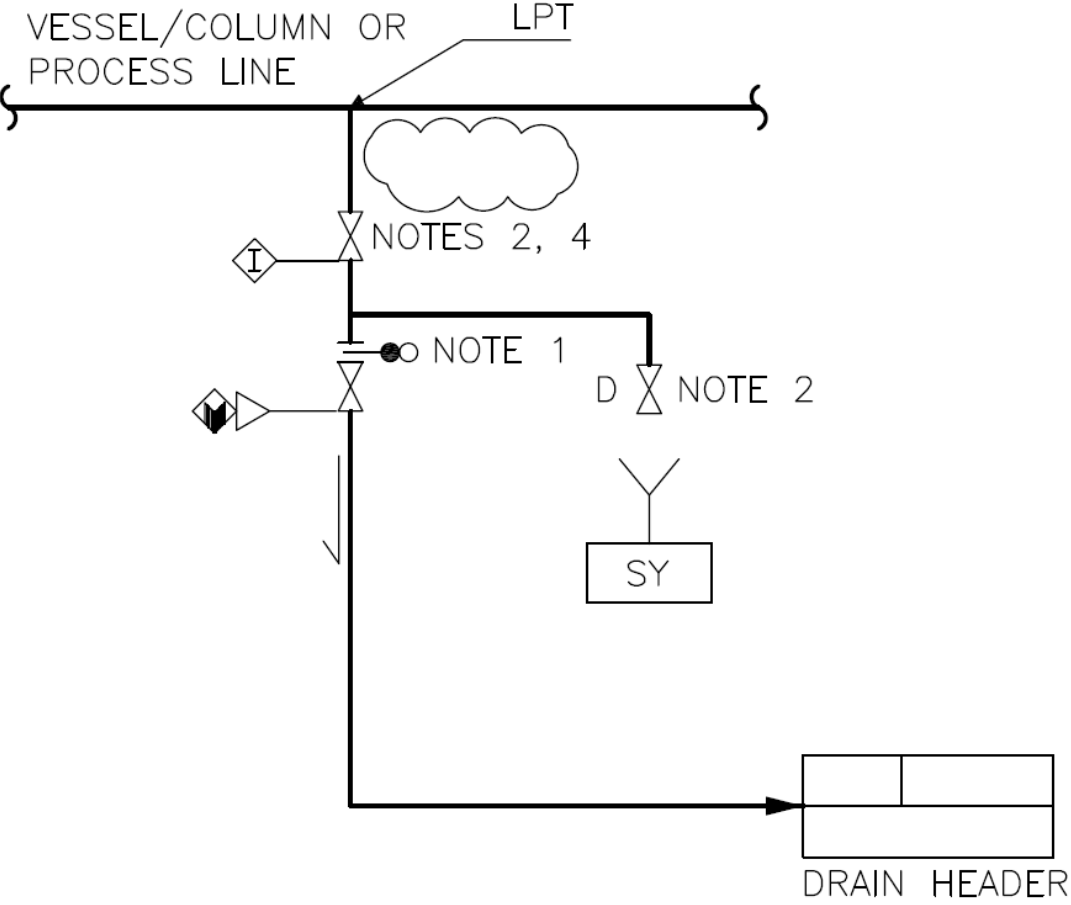 LPT
VESSEL/COLUMN OR
PROCESS LINE
NOTES 2, 4
I
NOTE 1
D
NOTE 2
SY
DRAIN HEADER